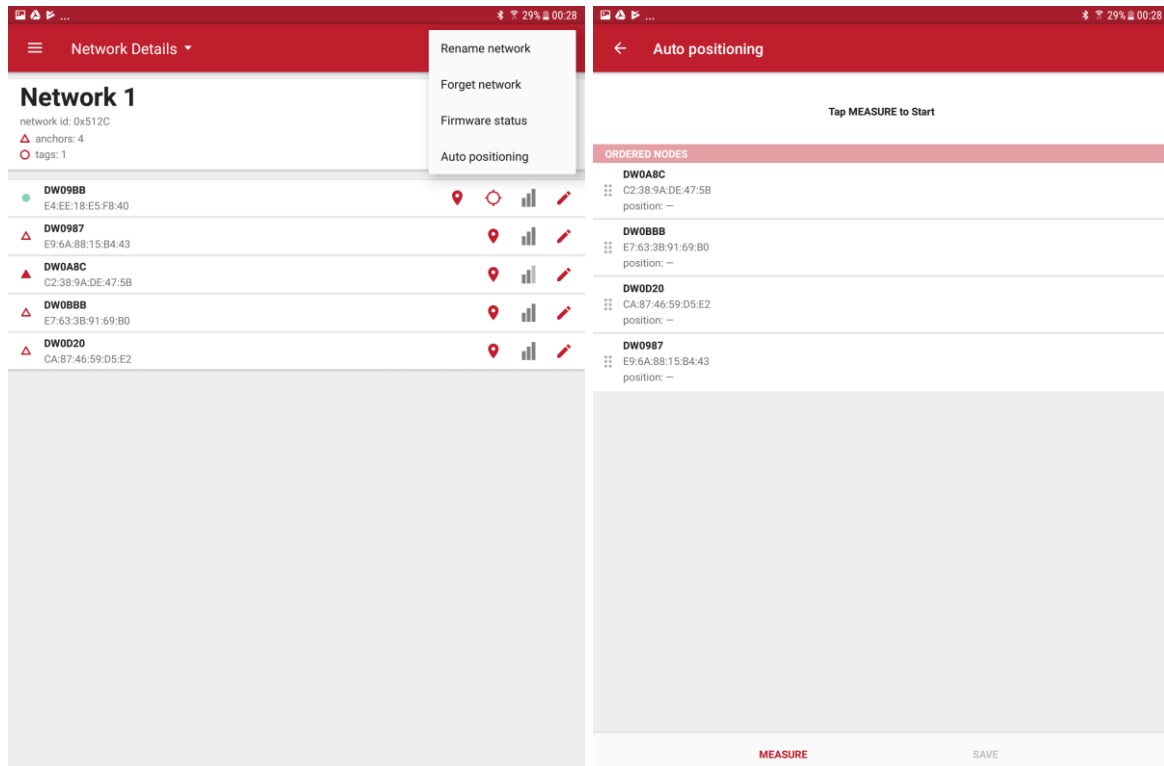 ... 29% 00:28
Network Details
Rename network
Forget network
Firmware status
Auto positioning
Network 1
network id: 0x512C
anchors: 4
tags: 1
DW09BB
E4:EE:18:E5:F8:40
DW0987
E9:6A:88:15:B4:43
DW0A8C
C2:38:9A:DE:47:5B
DW0BBB
E7:63:3B:91:69:B0
DW0D20
CA:87:46:59:D5:E2
... 29% 00:28
Auto positioning
Tap MEASURE to Start
ORDERED NODES
DW0A8C
C2:38:9A:DE:47:5B
position: —
DW0BBB
E7:63:3B:91:69:B0
position: —
DW0D20
CA:87:46:59:D5:E2
position: —
DW0987
E9:6A:88:15:B4:43
position: —
MEASURE SAVE